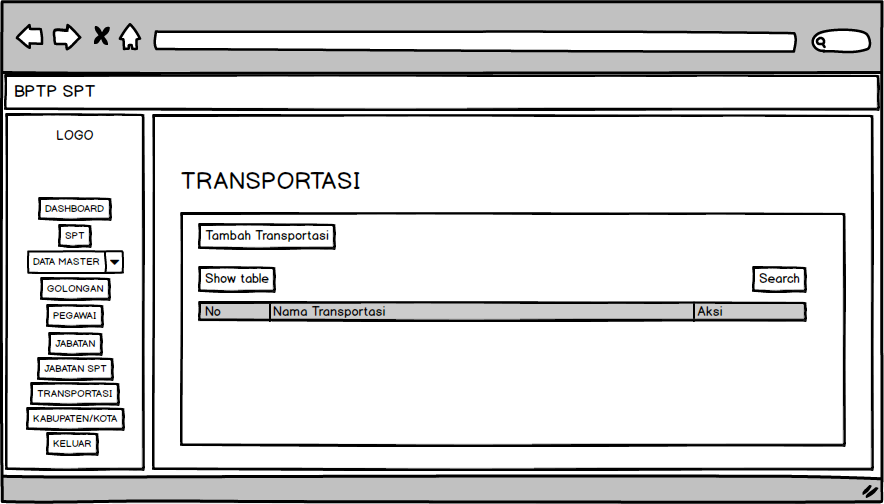 BPTP SPT
LOGO
DASHBOARD
SPT
DATA MASTER
GOLONGAN
PEGAWAI
JABATAN
JABATAN SPT
TRANSPORTASI
KABUPATEN/KOTA
KELUAR
TRANSPORTASI
Tambah Transportasi
Show table Search
No Nama Transportasi Aksi